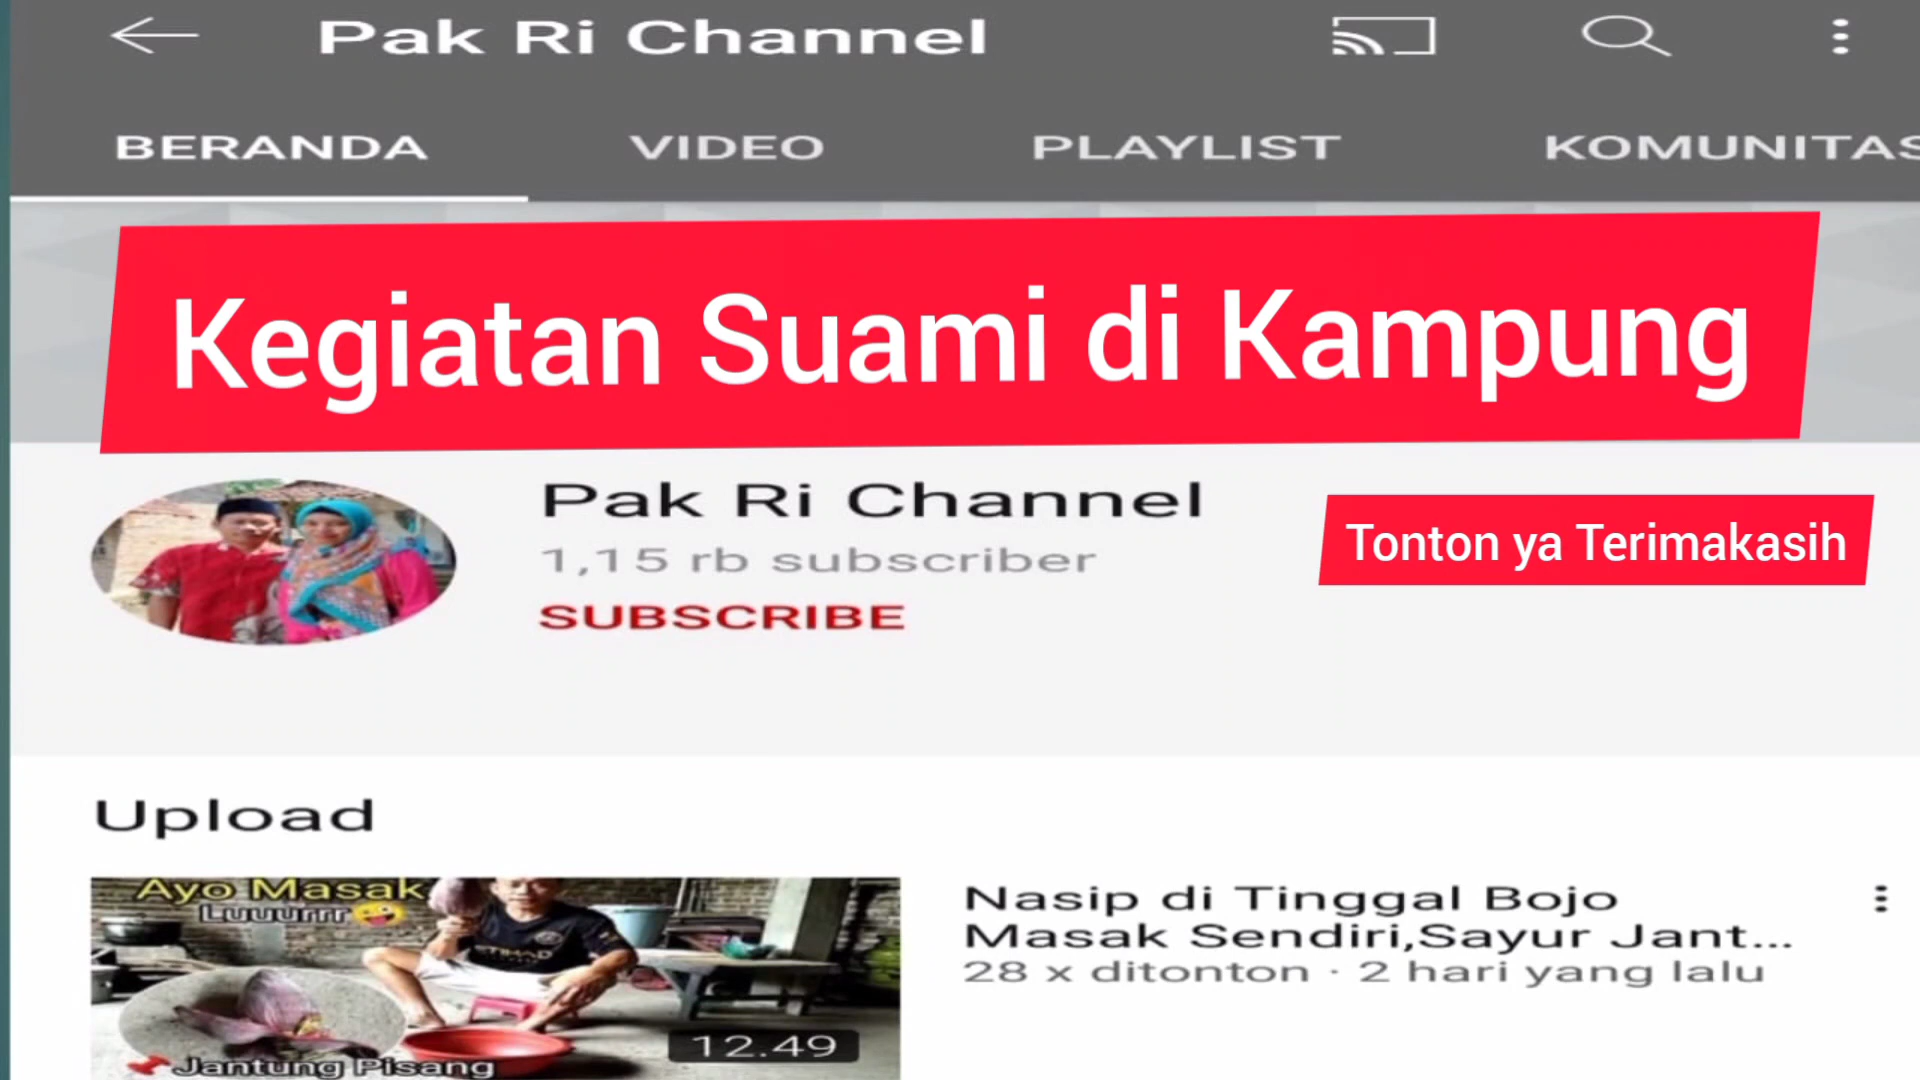 Pak Ri Channel
BERANDA
VIDEO
PLAYLIST
KOMUNITAS
Kegiatan Suami di Kampung
Pak Ri Channel
1,15 rb subscriber
SUBSCRIBE
Tonton ya Terimakasih
Upload
Ayo Masak
Luuurrr
Jantung Pisang
12.49
Nasip di Tinggal Bojo
Masak Sendiri,Sayur Jant...
28 x ditonton · 2 hari yang lalu